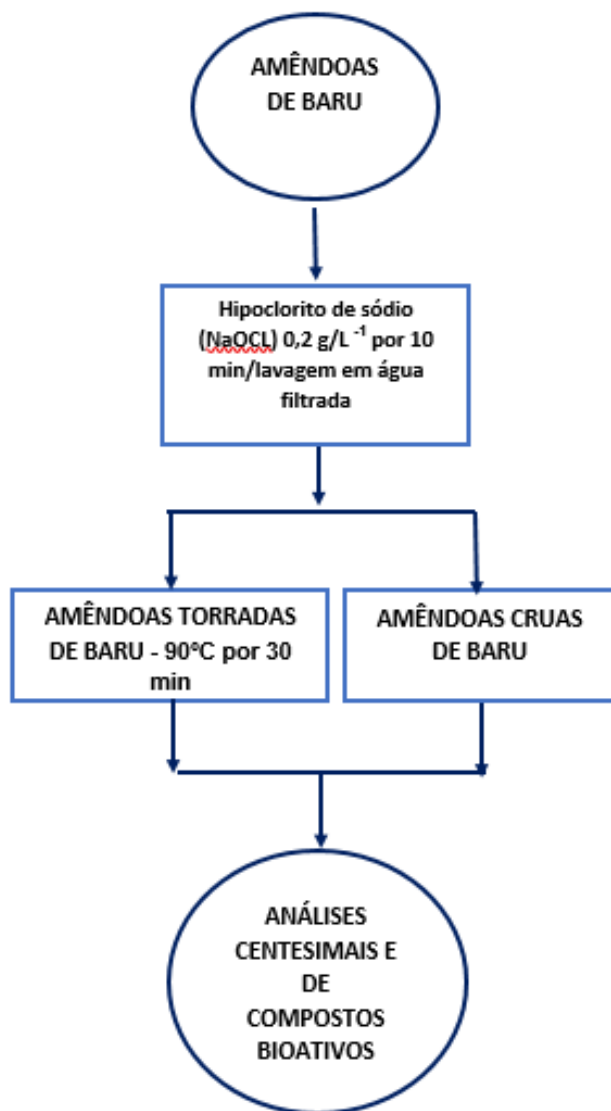 AMÊNDOAS
DE BARU
Hipoclorito de sódio
(NaOCL) 0,2 g/L ⁻¹ por 10
min/lavagem em água
filtrada
AMÊNDOAS TORRADAS
DE BARU - 90°C por 30
min
AMÊNDOAS CRUAS
DE BARU
ANÁLISES
CENTESIMAIS E
DE
COMPOSTOS
BIOATIVOS